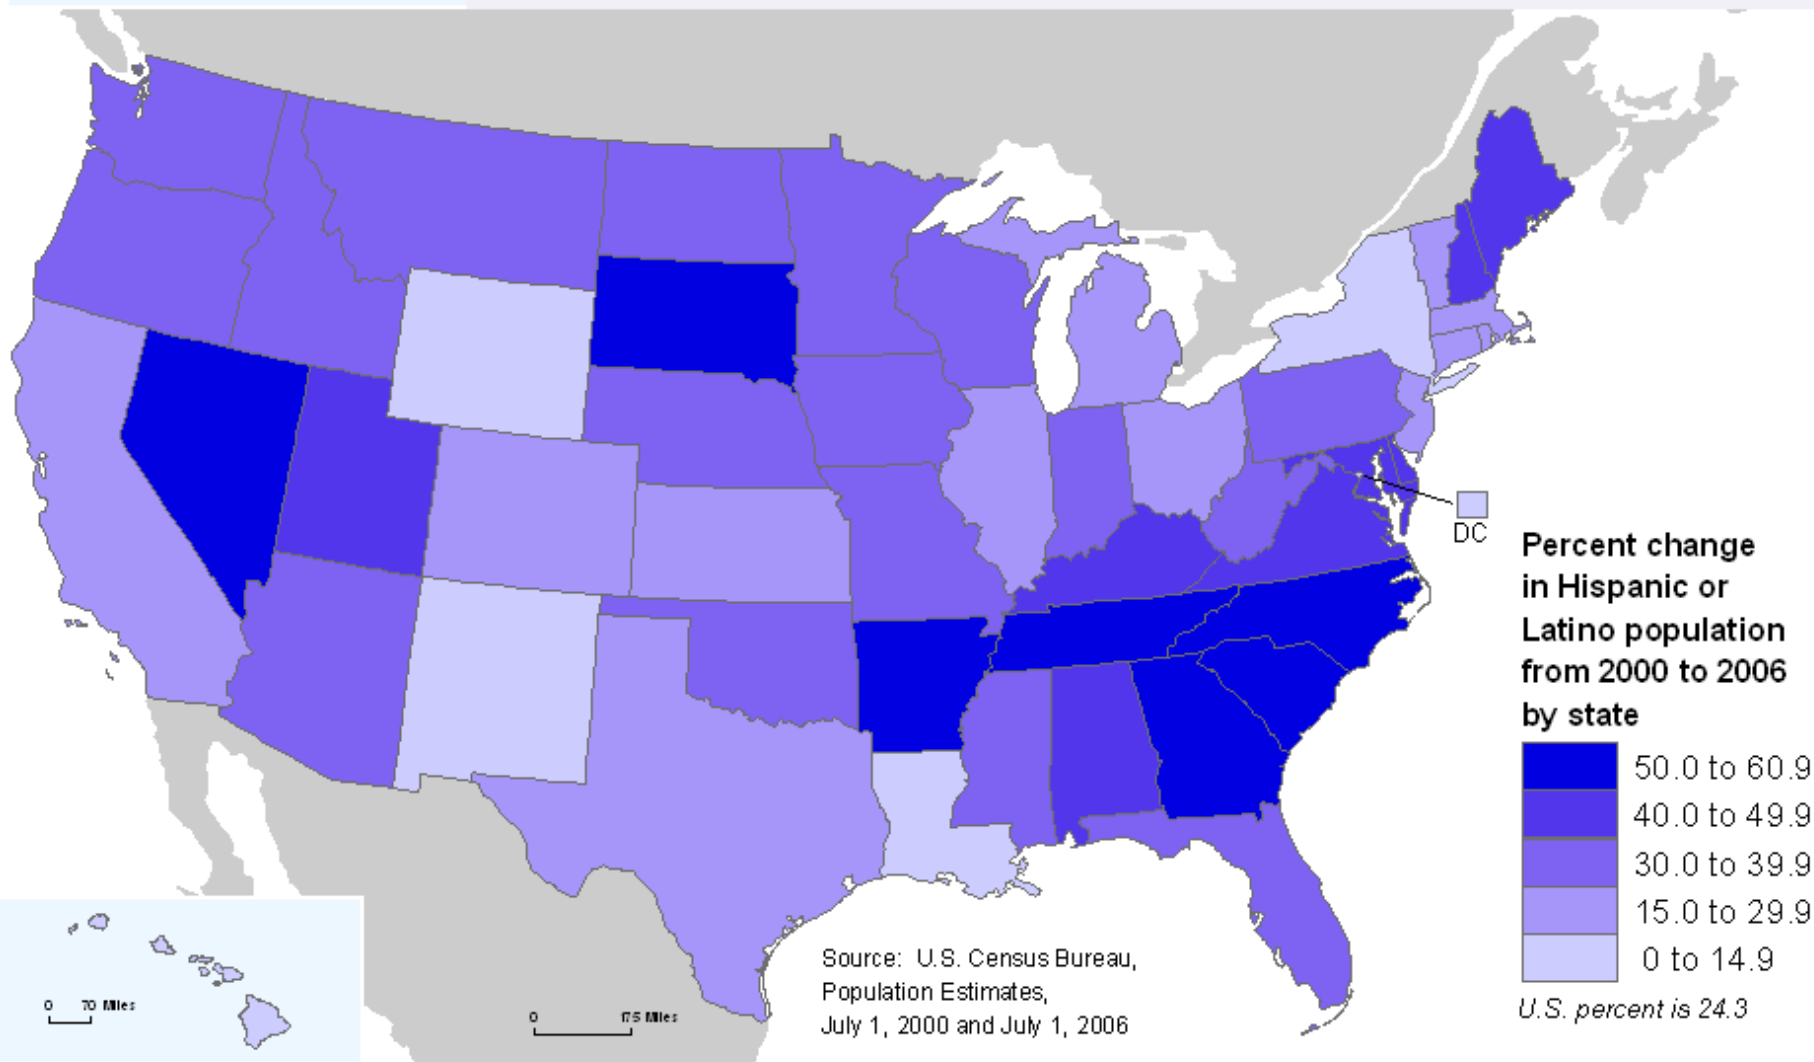 DC
Percent change
in Hispanic or
Latino population
from 2000 to 2006
by state
50.0 to 60.9
40.0 to 49.9
30.0 to 39.9
15.0 to 29.9
0 to 14.9
U.S. percent is 24.3
Source: U.S. Census Bureau,
Population Estimates,
July 1, 2000 and July 1, 2006
0 70 Miles
0 175 Miles